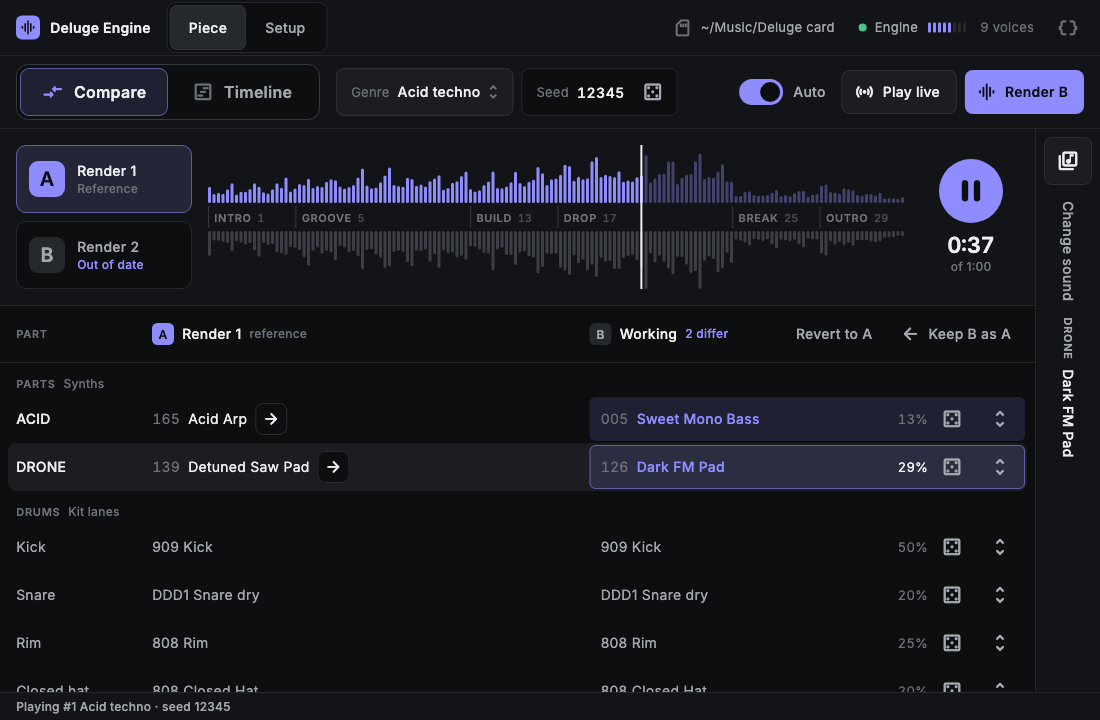 Deluge Engine
Piece
Setup
~/Music/Deluge card
Engine
9 voices
Compare
Timeline
Genre Acid techno
Seed 12345
Auto
Play live
Render B
A
Render 1
Reference
B
Render 2
Out of date
INTRO 1
GROOVE 5
BUILD 13
DROP 17
BREAK 25
OUTRO 29
0:37
of 1:00
PART
A Render 1 reference
B Working 2 differ
Revert to A
Keep B as A
PARTS Synths
ACID
165 Acid Arp
005 Sweet Mono Bass
13%
DRONE
139 Detuned Saw Pad
126 Dark FM Pad
29%
DRUMS Kit lanes
Kick
909 Kick
909 Kick
50%
Snare
DDD1 Snare dry
DDD1 Snare dry
20%
Rim
808 Rim
808 Rim
25%
Closed hat
808 Closed Hat
808 Closed Hat
20%
Change sound DRONE Dark FM Pad
Playing #1 Acid techno · seed 12345